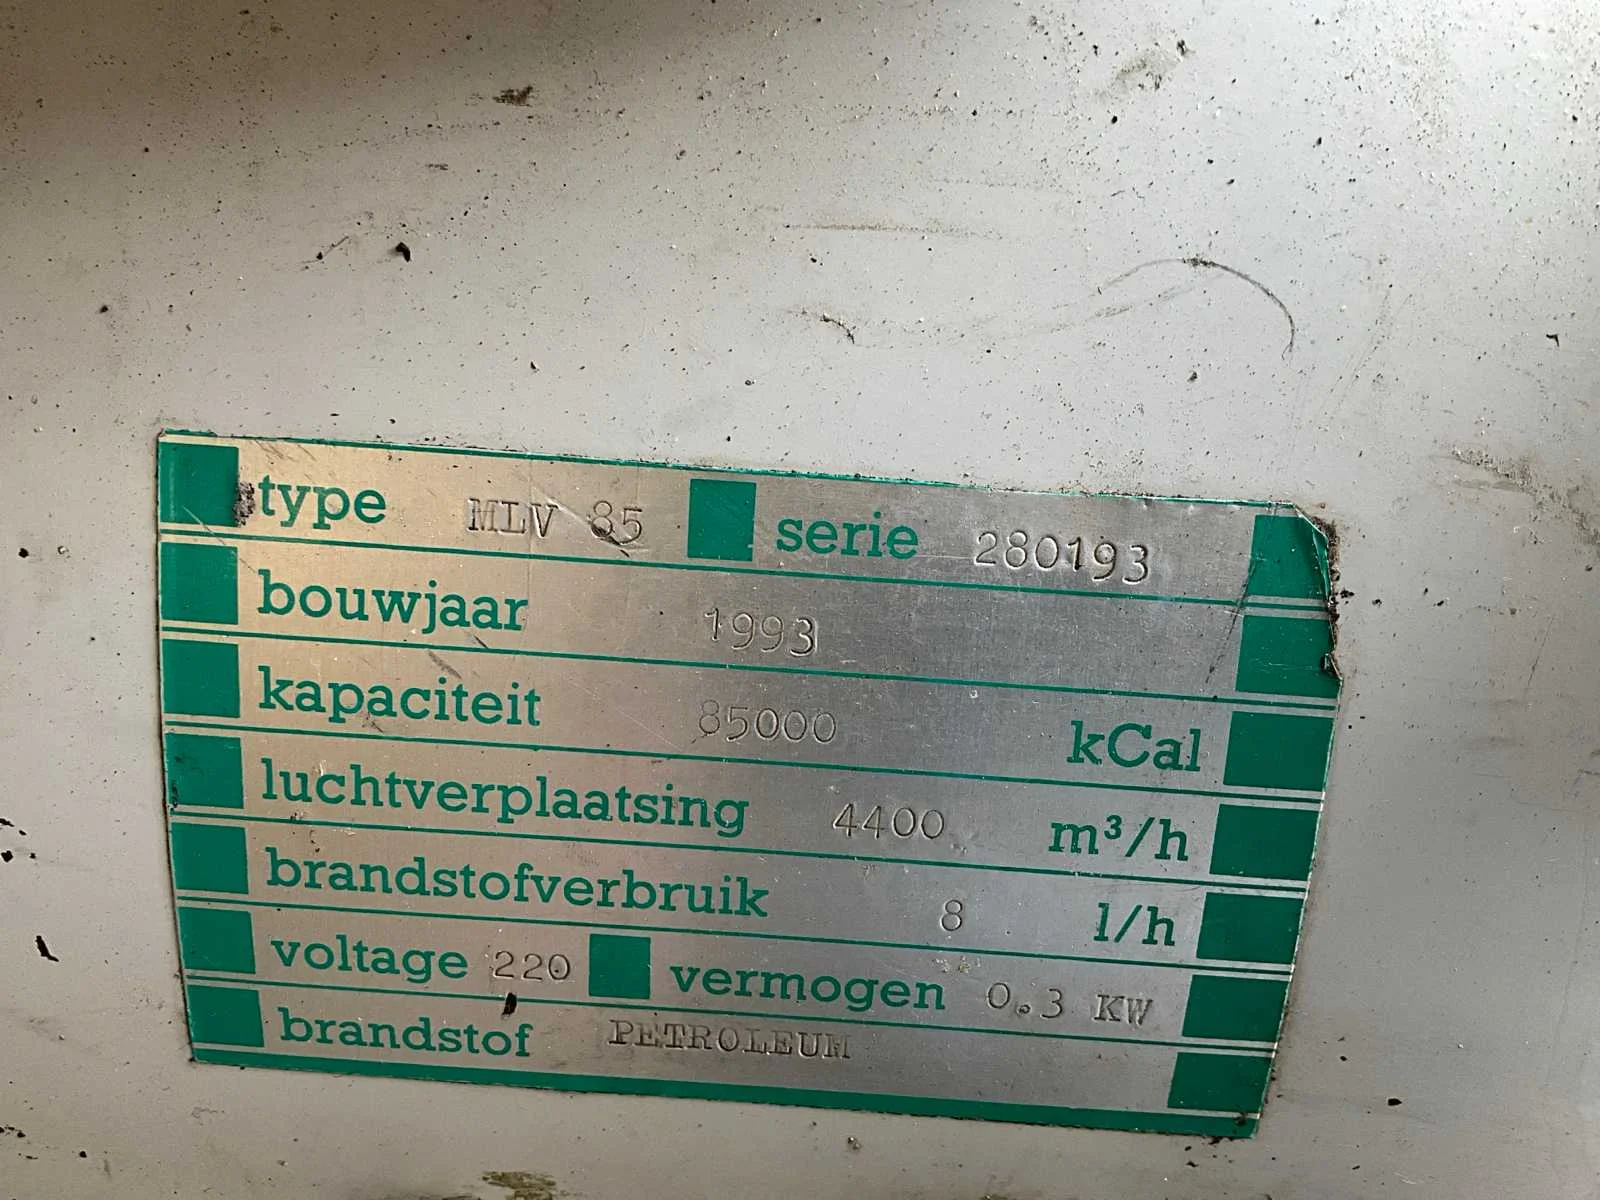 type MLV 85 serie 280193
bouwjaar 1993
kapaciteit 85000 kCal
luchtverplaatsing 4400 m³/h
brandstofverbruik 8 l/h
voltage 220 vermogen 0.3 KW
brandstof PETROLEUM